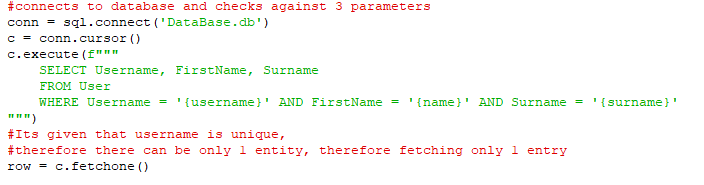 #connects to database and checks against 3 parameters
conn = sql.connect('DataBase.db')
c = conn.cursor()
c.execute(f"""
    SELECT Username, FirstName, Surname
    FROM User
    WHERE Username = '{username}' AND FirstName = '{name}' AND Surname = '{surname}'
""")
#Its given that username is unique,
#therefore there can be only 1 entity, therefore fetching only 1 entry
row = c.fetchone()